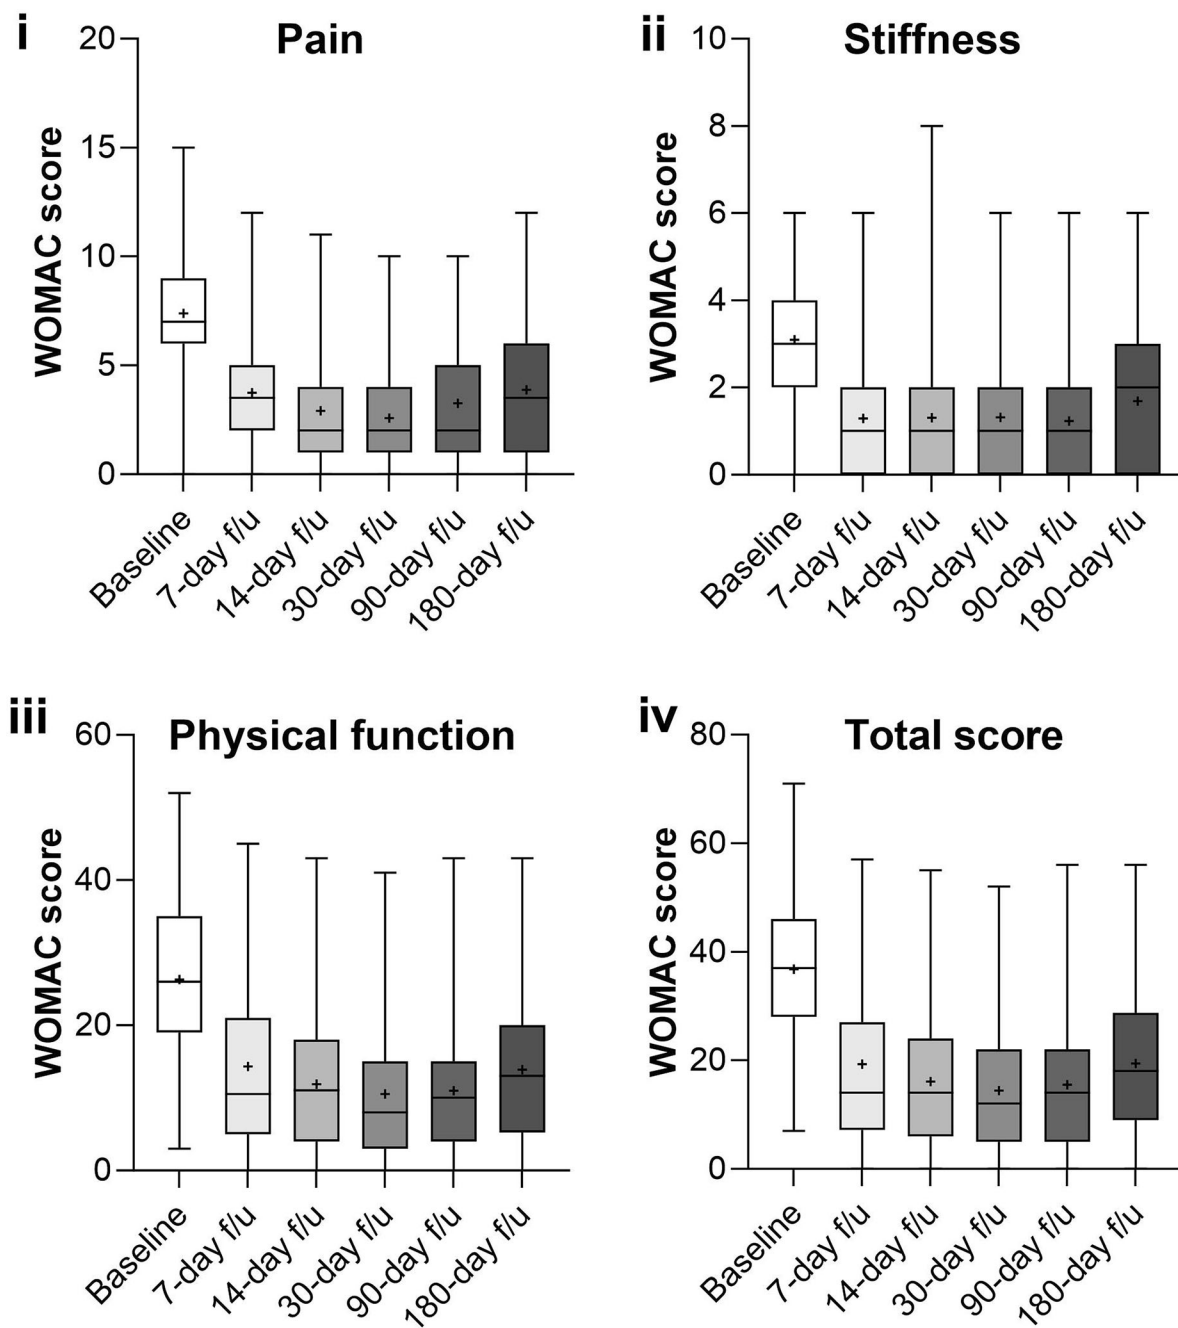 i
Pain
WOMAC score
20
15
10
5
0
Baseline
7-day f/u
14-day f/u
30-day f/u
90-day f/u
180-day f/u
ii
Stiffness
WOMAC score
10
8
6
4
2
0
Baseline
7-day f/u
14-day f/u
30-day f/u
90-day f/u
180-day f/u
iii
Physical function
WOMAC score
60
40
20
0
Baseline
7-day f/u
14-day f/u
30-day f/u
90-day f/u
180-day f/u
iv
Total score
WOMAC score
80
60
40
20
0
Baseline
7-day f/u
14-day f/u
30-day f/u
90-day f/u
180-day f/u